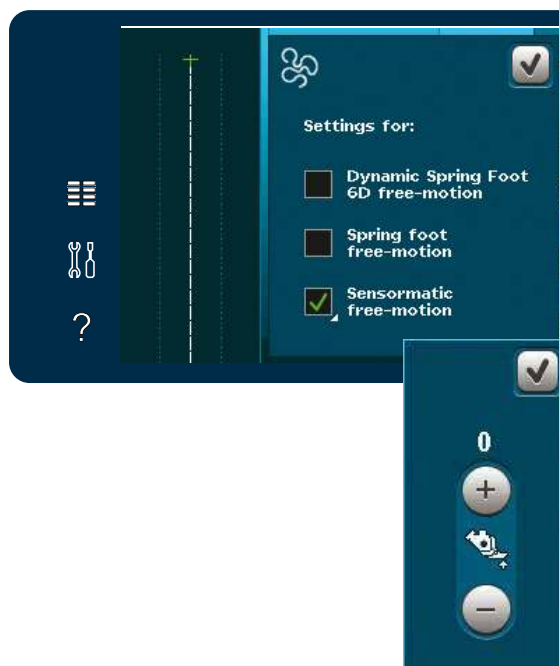 Settings for:
Dynamic Spring Foot
6D free-motion
Spring foot
free-motion
Sensormatic
free-motion
?
0
+
−